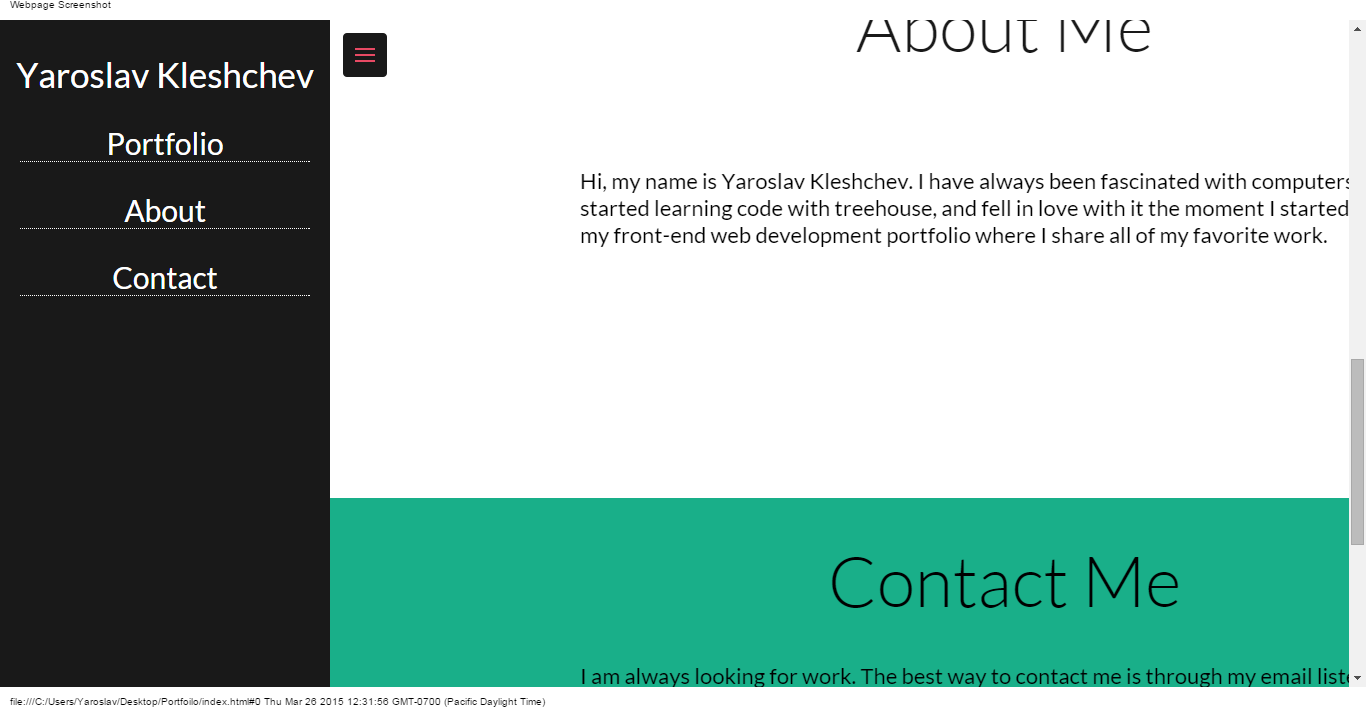 Webpage Screenshot
Yaroslav Kleshchev
Portfolio
About
Contact
About Me
Hi, my name is Yaroslav Kleshchev. I have always been fascinated with computers
started learning code with treehouse, and fell in love with it the moment I started
my front-end web development portfolio where I share all of my favorite work.
Contact Me
I am always looking for work. The best way to contact me is through my email liste
file:///C:/Users/Yaroslav/Desktop/Portfoilo/index.html#0 Thu Mar 26 2015 12:31:56 GMT-0700 (Pacific Daylight Time)